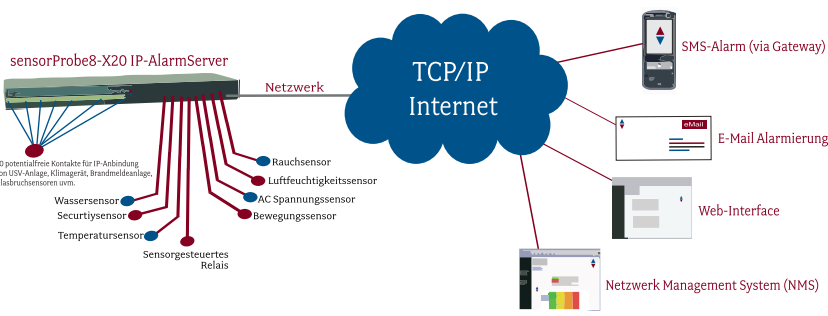 sensorProbe8-X20 IP-AlarmServer
Netzwerk
TCP/IP
Internet
SMS-Alarm (via Gateway)
eMail
E-Mail Alarmierung
Web-Interface
Netzwerk Management System (NMS)
0 potentialfreie Kontakte für IP-Anbindung
on USV-Anlage, Klimagerät, Brandmeldeanlage,
lasbruchsensoren uvm.
Rauchsensor
Luftfeuchtigkeitssensor
AC Spannungssensor
Bewegungssensor
Wassersensor
Securtiysensor
Temperatursensor
Sensorgesteuertes
Relais